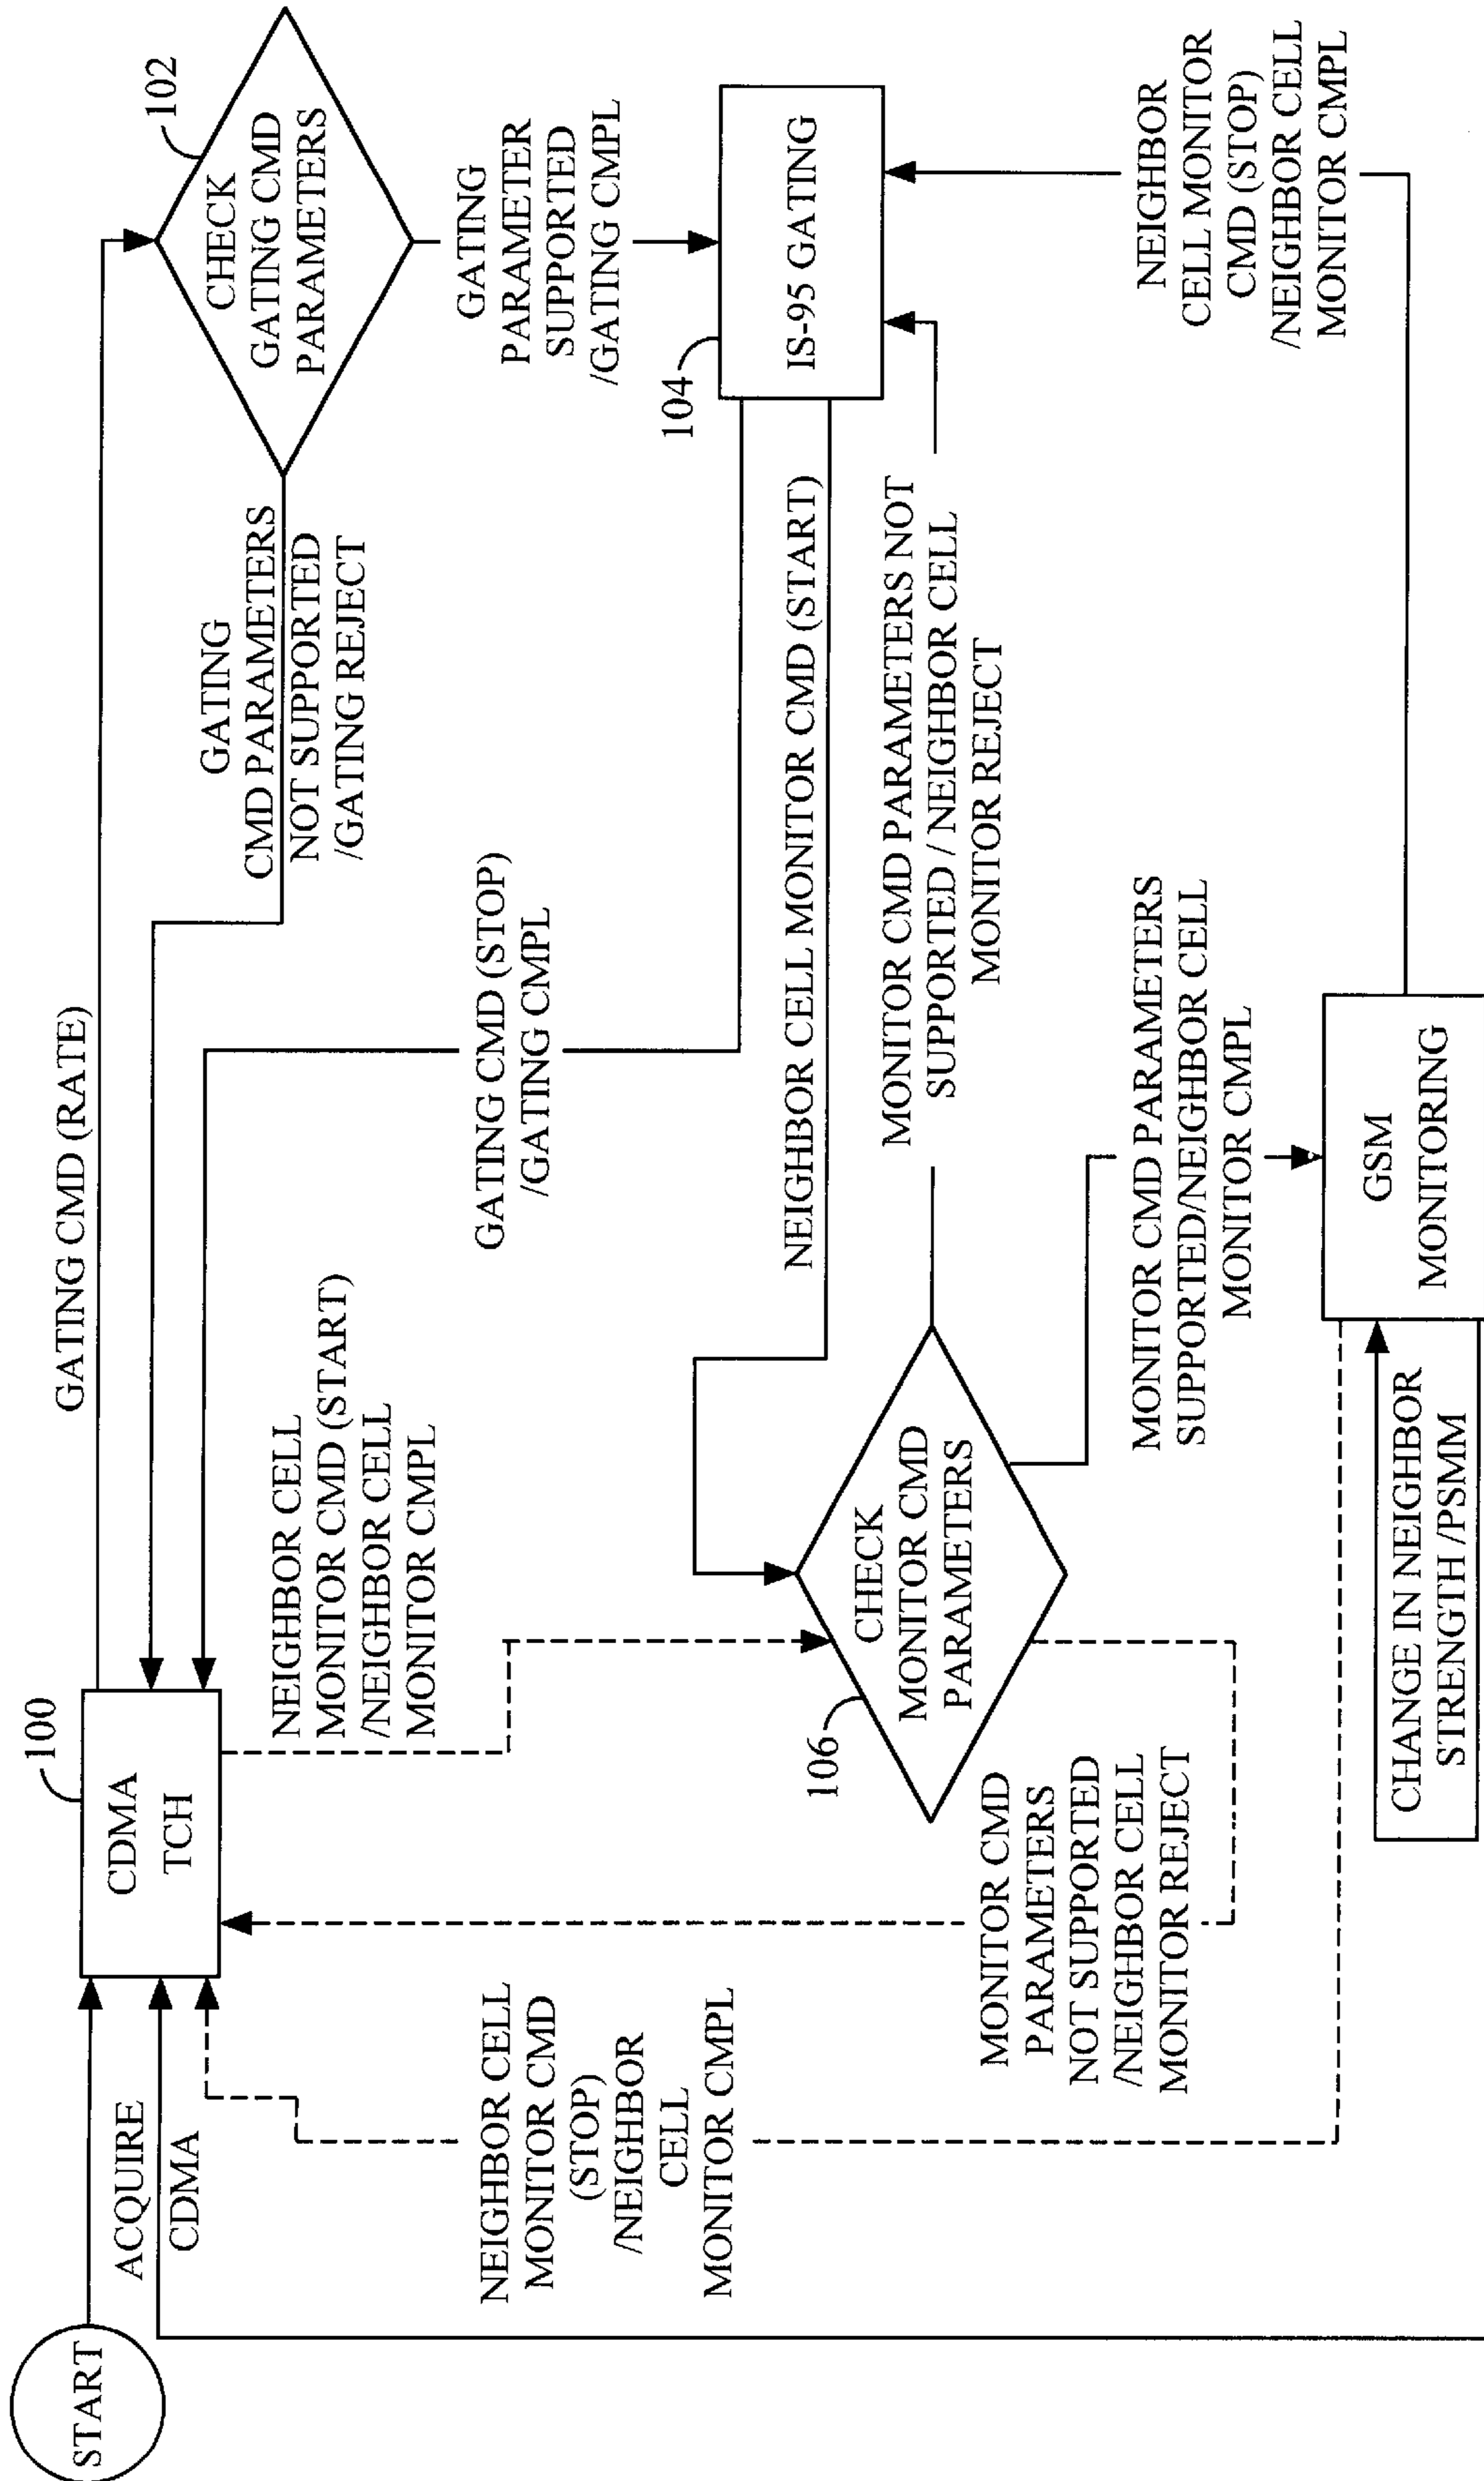 START
ACQUIRE
CDMA
100
CDMA
TCH
GATING CMD (RATE)
102
CHECK
GATING CMD
PARAMETERS
GATING
CMD PARAMETERS
NOT SUPPORTED
/GATING REJECT
GATING
PARAMETER
SUPPORTED
/GATING CMPL
104
IS-95 GATING
GATING CMD (STOP)
/GATING CMPL
NEIGHBOR CELL
MONITOR CMD (START)
/NEIGHBOR CELL
MONITOR CMPL
NEIGHBOR CELL MONITOR CMD (START)
MONITOR CMD PARAMETERS NOT
SUPPORTED / NEIGHBOR CELL
MONITOR REJECT
106
CHECK
MONITOR CMD
PARAMETERS
NEIGHBOR CELL
MONITOR CMD
(STOP)
/NEIGHBOR
CELL
MONITOR CMPL
MONITOR CMD
PARAMETERS
NOT SUPPORTED
/NEIGHBOR CELL
MONITOR REJECT
MONITOR CMD PARAMETERS
SUPPORTED/NEIGHBOR CELL
MONITOR CMPL
NEIGHBOR
CELL MONITOR
CMD (STOP)
/NEIGHBOR CELL
MONITOR CMPL
CHANGE IN NEIGHBOR
STRENGTH /PSMM
GSM
MONITORING